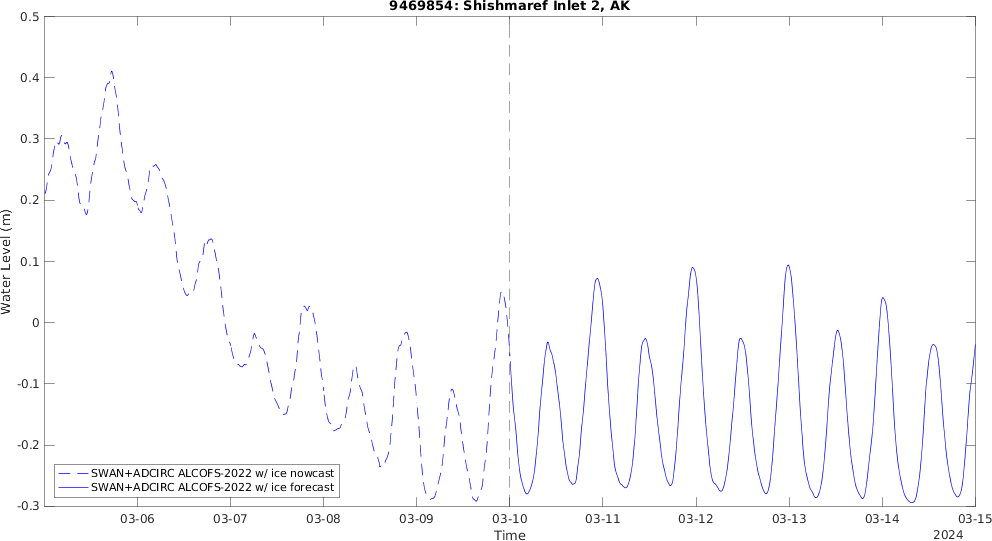 9469854: Shishmaref Inlet 2, AK
Water Level (m)
0.5
0.4
0.3
0.2
0.1
0
-0.1
-0.2
-0.3
SWAN+ADCIRC ALCOFS-2022 w/ ice nowcast
SWAN+ADCIRC ALCOFS-2022 w/ ice forecast
03-06 03-07 03-08 03-09 03-10 03-11 03-12 03-13 03-14 03-15
Time
2024